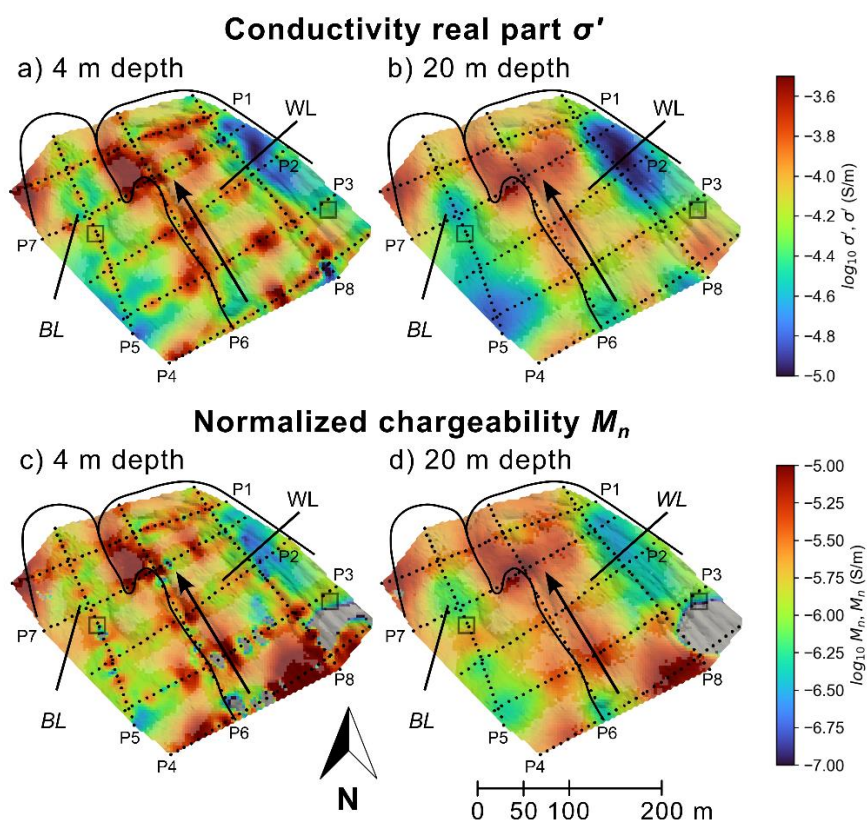 Conductivity real part σ'
a) 4 m depth
b) 20 m depth
P1
WL
P2
P3
P7
BL
P8
P5
P6
P4
P1
WL
P2
P3
P7
BL
P8
P5
P6
P4
−3.6
−3.8
−4.0
−4.2
−4.4
−4.6
−4.8
−5.0
log₁₀ σ', σ' (S/m)
Normalized chargeability Mₙ
c) 4 m depth
d) 20 m depth
P1
WL
P2
P3
P7
BL
P8
P5
P6
P4
P1
WL
P2
P3
P7
BL
P8
P5
P6
P4
−5.00
−5.25
−5.50
−5.75
−6.00
−6.25
−6.50
−6.75
−7.00
log₁₀ Mₙ, Mₙ (S/m)
N
0 50 100 200 m